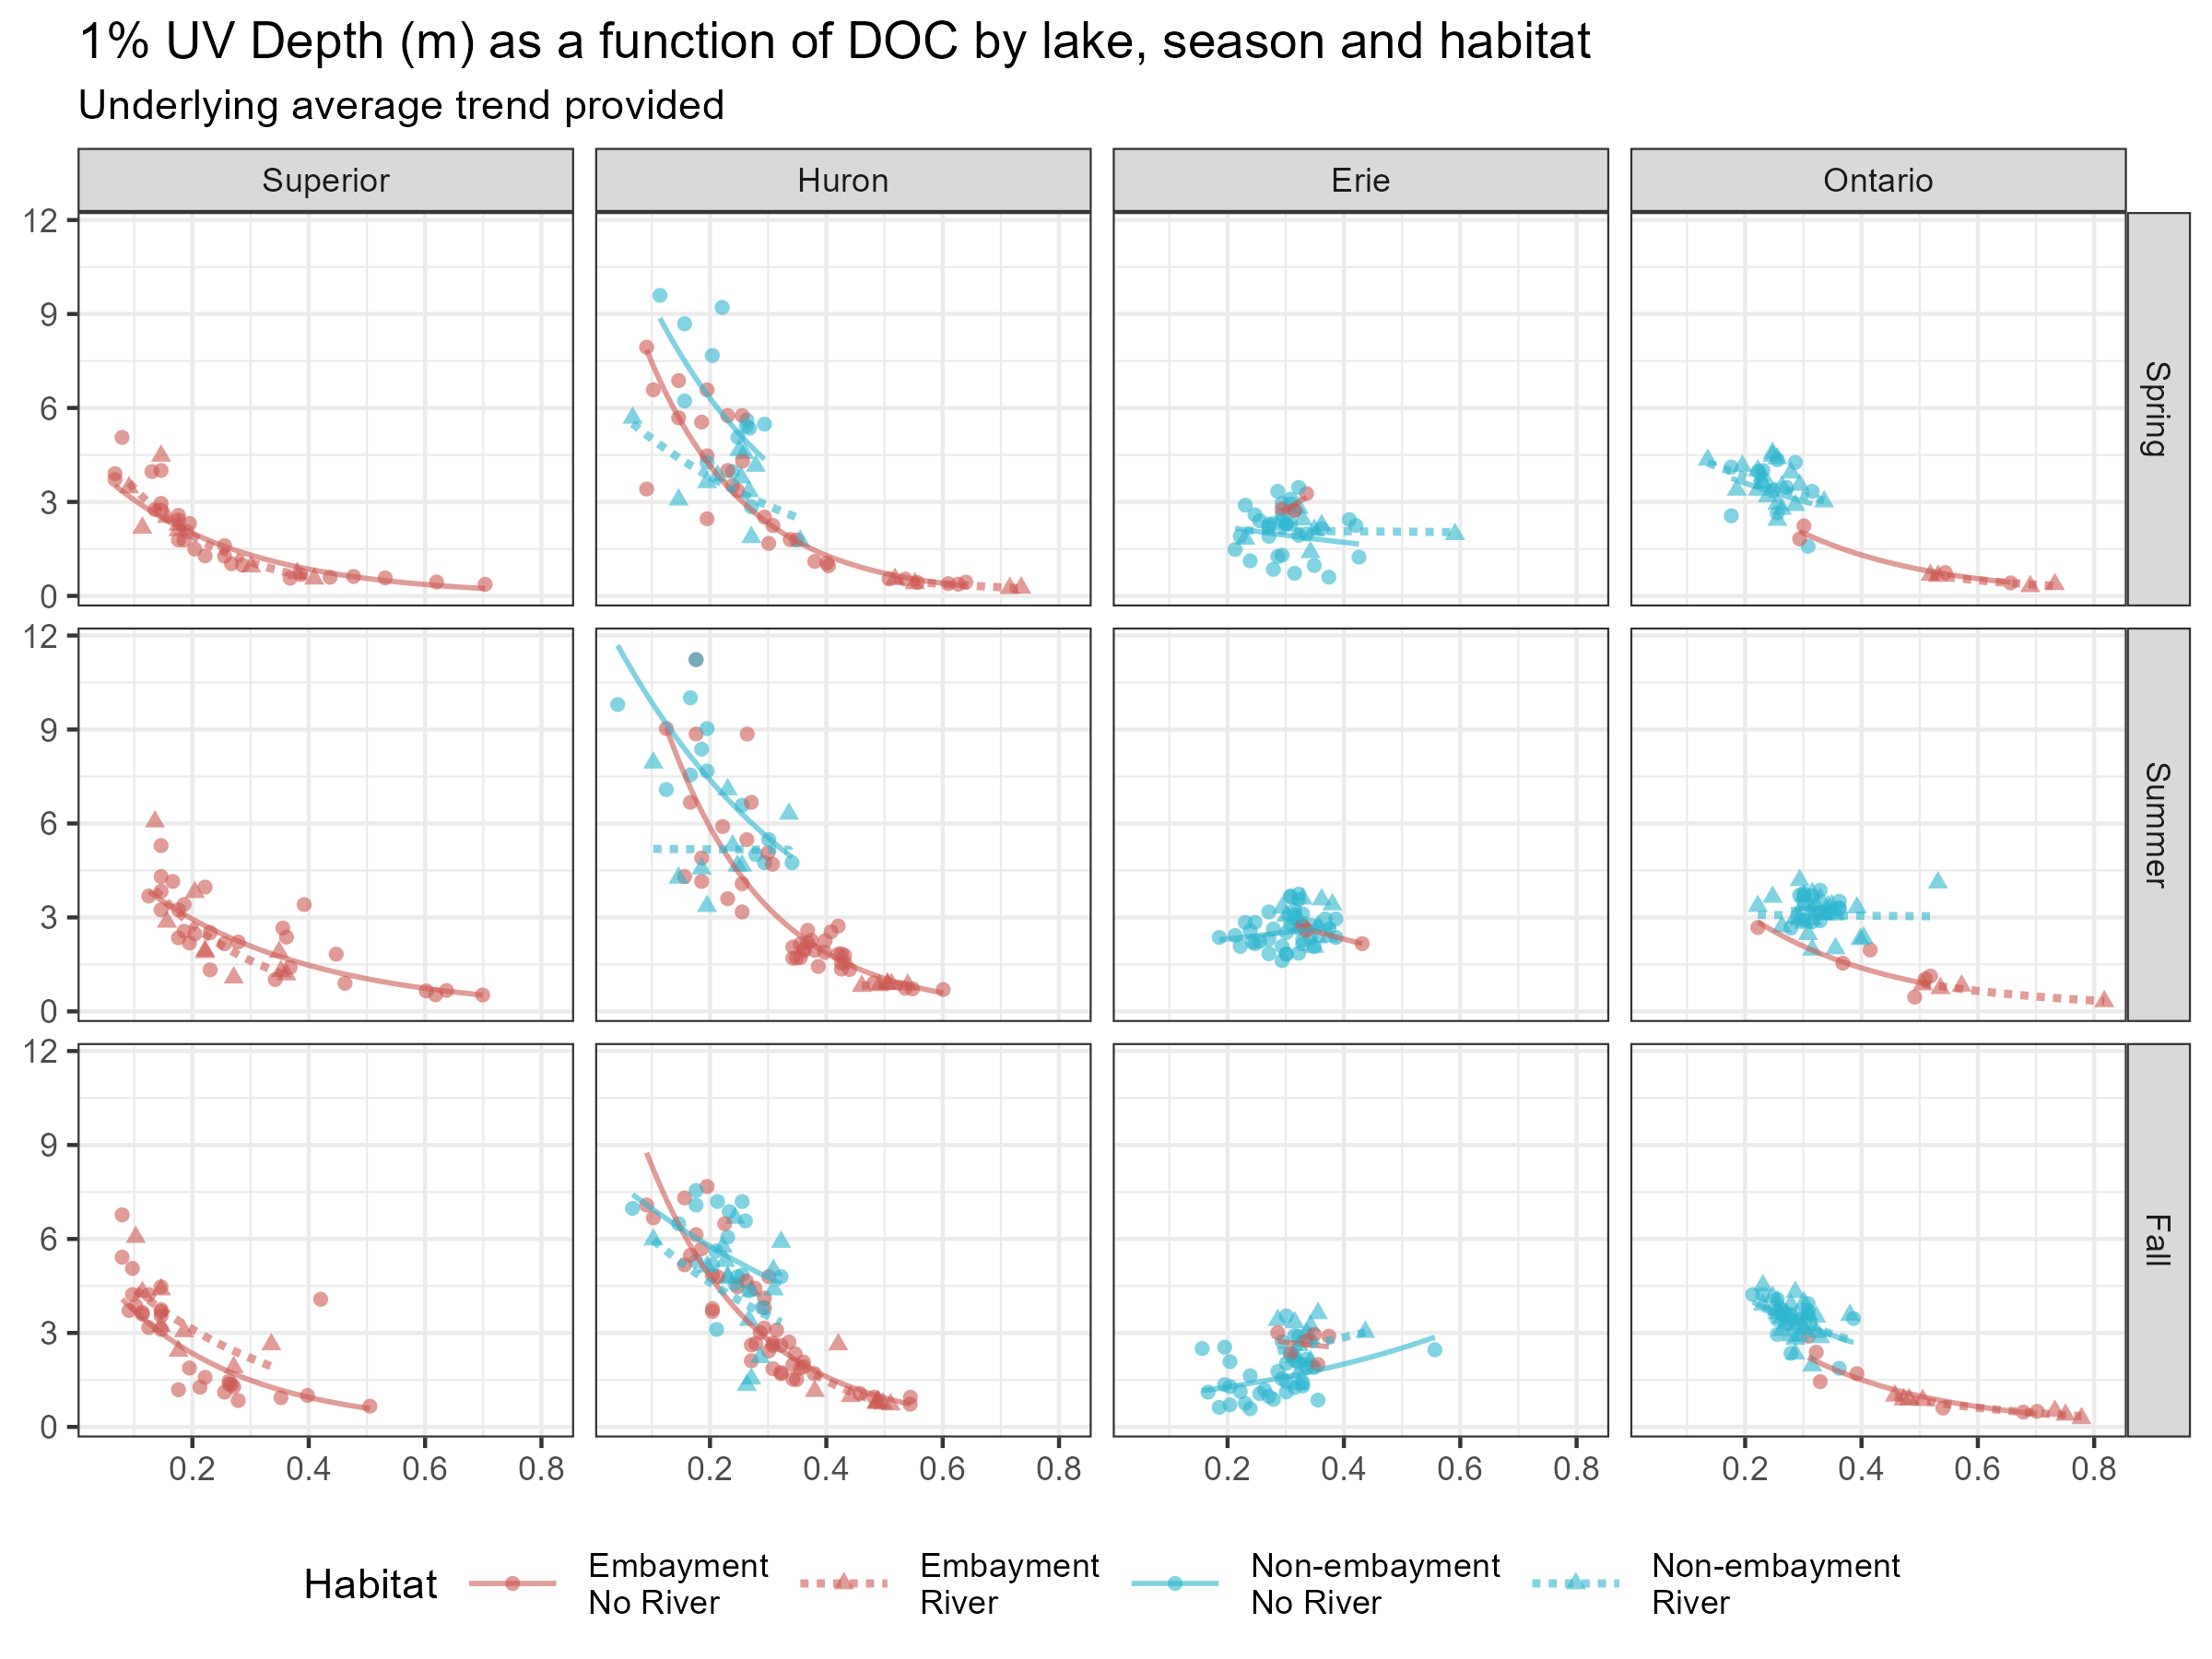 1% UV Depth (m) as a function of DOC by lake, season and habitat
Underlying average trend provided
Superior
Huron
Erie
Ontario
12
9
6
3
0
Spring
12
9
6
3
0
Summer
12
9
6
3
0
Fall
0.2 0.4 0.6 0.8
0.2 0.4 0.6 0.8
0.2 0.4 0.6 0.8
0.2 0.4 0.6 0.8
Habitat
Embayment
No River
Embayment
River
Non-embayment
No River
Non-embayment
River